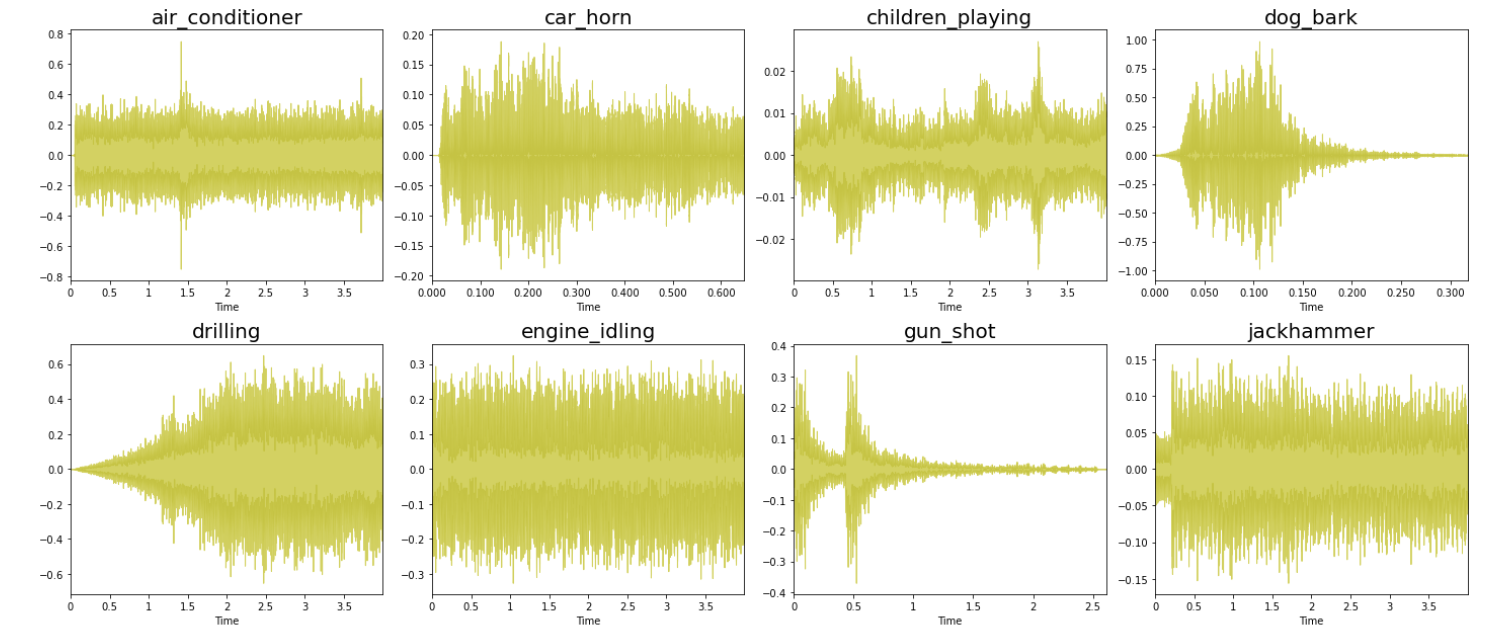 air_conditioner
0.8
0.6
0.4
0.2
0.0
−0.2
−0.4
−0.6
−0.8
0 0.5 1 1.5 2 2.5 3 3.5
Time
car_horn
0.20
0.15
0.10
0.05
0.00
−0.05
−0.10
−0.15
−0.20
0.000 0.100 0.200 0.300 0.400 0.500 0.600
Time
children_playing
0.02
0.01
0.00
−0.01
−0.02
0 0.5 1 1.5 2 2.5 3 3.5
Time
dog_bark
1.00
0.75
0.50
0.25
0.00
−0.25
−0.50
−0.75
−1.00
0.000 0.050 0.100 0.150 0.200 0.250 0.300
Time
drilling
0.6
0.4
0.2
0.0
−0.2
−0.4
−0.6
0 0.5 1 1.5 2 2.5 3 3.5
Time
engine_idling
0.3
0.2
0.1
0.0
−0.1
−0.2
−0.3
0 0.5 1 1.5 2 2.5 3 3.5
Time
gun_shot
0.4
0.3
0.2
0.1
0.0
−0.1
−0.2
−0.3
−0.4
0 0.5 1 1.5 2 2.5
Time
jackhammer
0.15
0.10
0.05
0.00
−0.05
−0.10
−0.15
0 0.5 1 1.5 2 2.5 3 3.5
Time